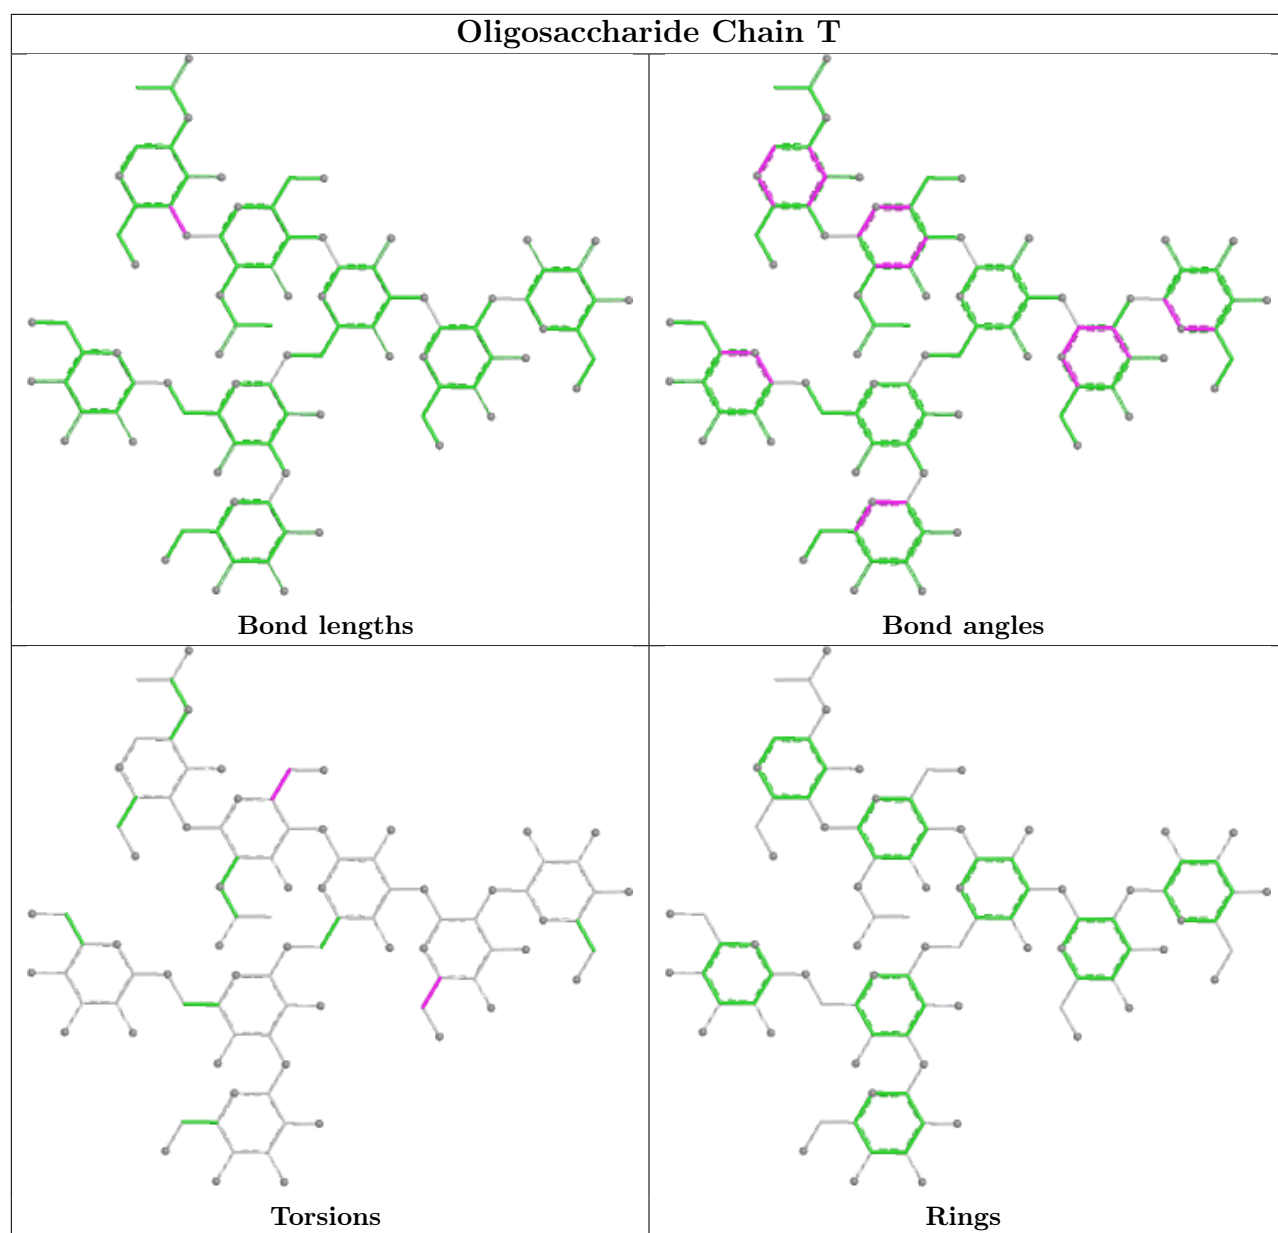 Oligosaccharide Chain T
Bond lengths
Bond angles
Torsions
Rings